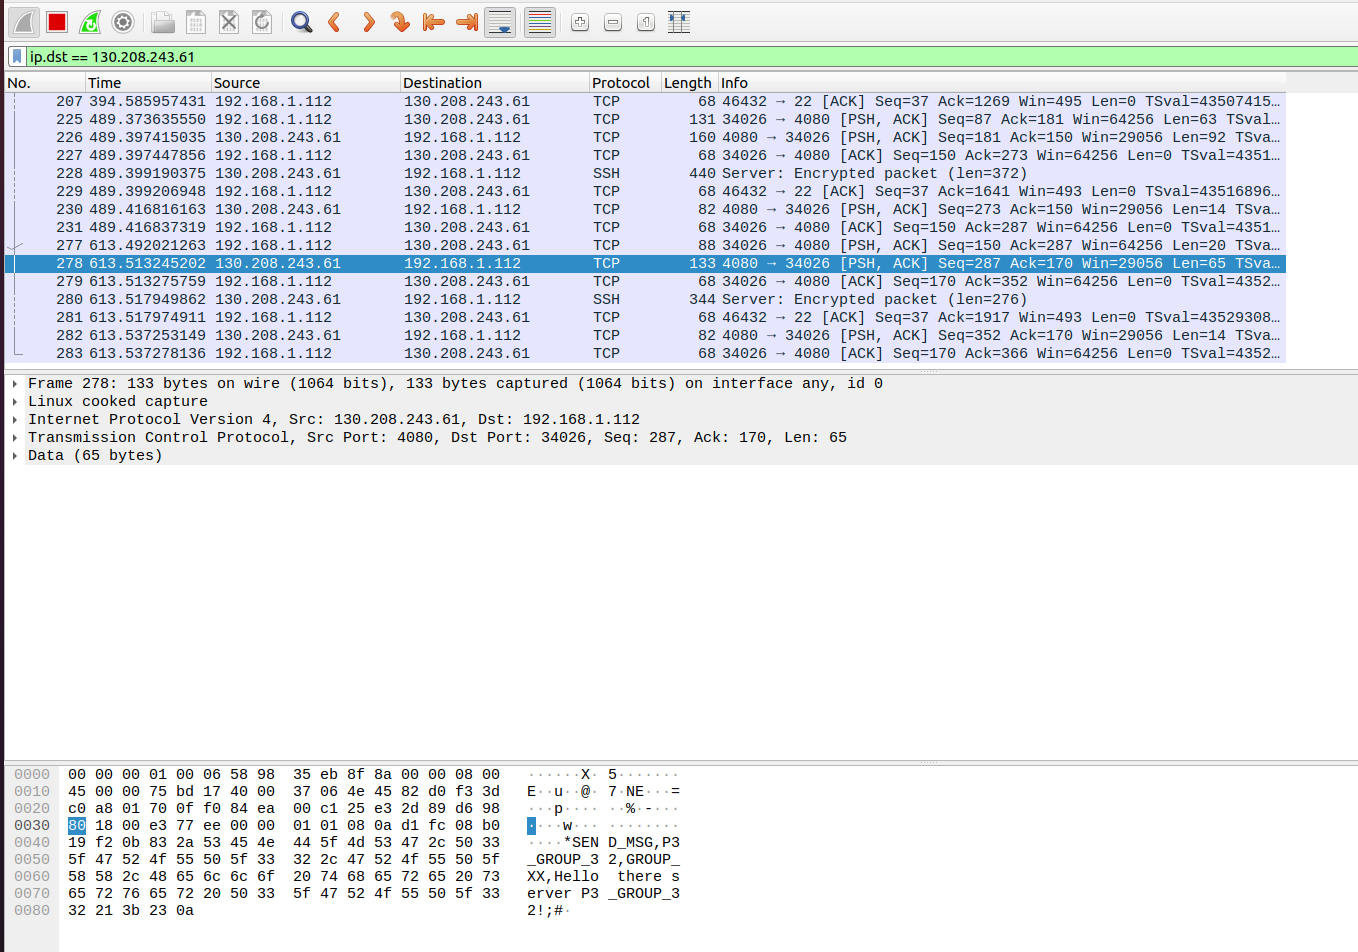 ip.dst == 130.208.243.61
No. Time Source Destination Protocol Length Info
207 394.585957431 192.168.1.112 130.208.243.61 TCP 68 46432 → 22 [ACK] Seq=37 Ack=1269 Win=495 Len=0 TSval=43507415…
225 489.373635550 192.168.1.112 130.208.243.61 TCP 131 34026 → 4080 [PSH, ACK] Seq=87 Ack=181 Win=64256 Len=63 TSval…
226 489.397415035 130.208.243.61 192.168.1.112 TCP 160 4080 → 34026 [PSH, ACK] Seq=181 Ack=150 Win=29056 Len=92 TSva…
227 489.397447856 192.168.1.112 130.208.243.61 TCP 68 34026 → 4080 [ACK] Seq=150 Ack=273 Win=64256 Len=0 TSval=4351…
228 489.399190375 130.208.243.61 192.168.1.112 SSH 440 Server: Encrypted packet (len=372)
229 489.399206948 192.168.1.112 130.208.243.61 TCP 68 46432 → 22 [ACK] Seq=37 Ack=1641 Win=493 Len=0 TSval=43516896…
230 489.416816163 130.208.243.61 192.168.1.112 TCP 82 4080 → 34026 [PSH, ACK] Seq=273 Ack=150 Win=29056 Len=14 TSva…
231 489.416837319 192.168.1.112 130.208.243.61 TCP 68 34026 → 4080 [ACK] Seq=150 Ack=287 Win=64256 Len=0 TSval=4351…
277 613.492021263 192.168.1.112 130.208.243.61 TCP 88 34026 → 4080 [PSH, ACK] Seq=150 Ack=287 Win=64256 Len=20 TSva…
278 613.513245202 130.208.243.61 192.168.1.112 TCP 133 4080 → 34026 [PSH, ACK] Seq=287 Ack=170 Win=29056 Len=65 TSva…
279 613.513275759 192.168.1.112 130.208.243.61 TCP 68 34026 → 4080 [ACK] Seq=170 Ack=352 Win=64256 Len=0 TSval=4352…
280 613.517949862 130.208.243.61 192.168.1.112 SSH 344 Server: Encrypted packet (len=276)
281 613.517974911 192.168.1.112 130.208.243.61 TCP 68 46432 → 22 [ACK] Seq=37 Ack=1917 Win=493 Len=0 TSval=43529308…
282 613.537253149 130.208.243.61 192.168.1.112 TCP 82 4080 → 34026 [PSH, ACK] Seq=352 Ack=170 Win=29056 Len=14 TSva…
283 613.537278136 192.168.1.112 130.208.243.61 TCP 68 34026 → 4080 [ACK] Seq=170 Ack=366 Win=64256 Len=0 TSval=4352…
Frame 278: 133 bytes on wire (1064 bits), 133 bytes captured (1064 bits) on interface any, id 0
Linux cooked capture
Internet Protocol Version 4, Src: 130.208.243.61, Dst: 192.168.1.112
Transmission Control Protocol, Src Port: 4080, Dst Port: 34026, Seq: 287, Ack: 170, Len: 65
Data (65 bytes)
0000 00 00 00 01 00 06 58 98 35 eb 8f 8a 00 00 08 00 ······X· 5·······
0010 45 00 00 75 bd 17 40 00 37 06 4e 45 82 d0 f3 3d E··u··@· 7·NE···=
0020 c0 a8 01 70 0f f0 84 ea 00 c1 25 e3 2d 89 d6 98 ···p···· ··%·-···
0030 80 18 00 e3 77 ee 00 00 01 01 08 0a d1 fc 08 b0 ····w··· ········
0040 19 f2 0b 83 2a 53 45 4e 44 5f 4d 53 47 2c 50 33 ····*SEN D_MSG,P3
0050 5f 47 52 4f 55 50 5f 33 32 2c 47 52 4f 55 50 5f _GROUP_3 2,GROUP_
0060 58 58 2c 48 65 6c 6c 6f 20 74 68 65 72 65 20 73 XX,Hello there s
0070 65 72 76 65 72 20 50 33 5f 47 52 4f 55 50 5f 33 erver P3 _GROUP_3
0080 32 21 3b 23 0a 2!;#·